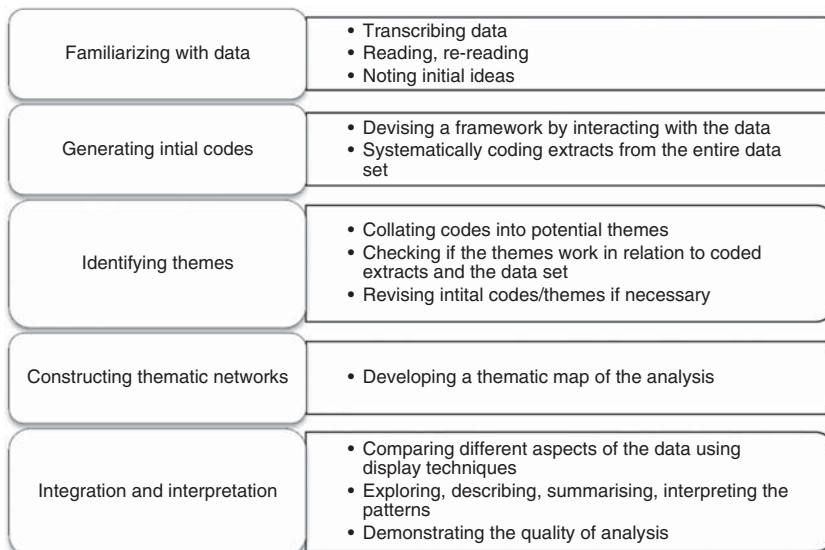 Familiarizing with data
• Transcribing data
• Reading, re-reading
• Noting initial ideas
Generating intial codes
• Devising a framework by interacting with the data
• Systematically coding extracts from the entire data
set
Identifying themes
• Collating codes into potential themes
• Checking if the themes work in relation to coded
extracts and the data set
• Revising intital codes/themes if necessary
Constructing thematic networks
• Developing a thematic map of the analysis
Integration and interpretation
• Comparing different aspects of the data using
display techniques
• Exploring, describing, summarising, interpreting the
patterns
• Demonstrating the quality of analysis